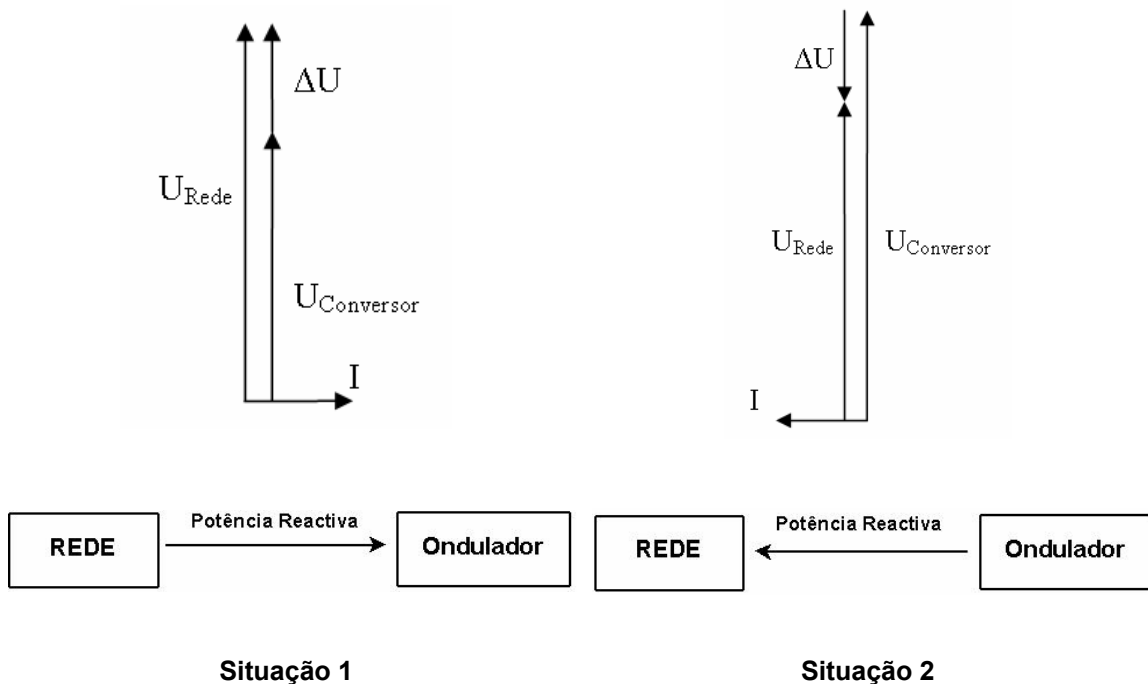 ΔU
U_Rede
U_Conversor
I
ΔU
U_Rede
U_Conversor
I
REDE
Potência Reactiva
Ondulador
REDE
Potência Reactiva
Ondulador
Situação 1
Situação 2